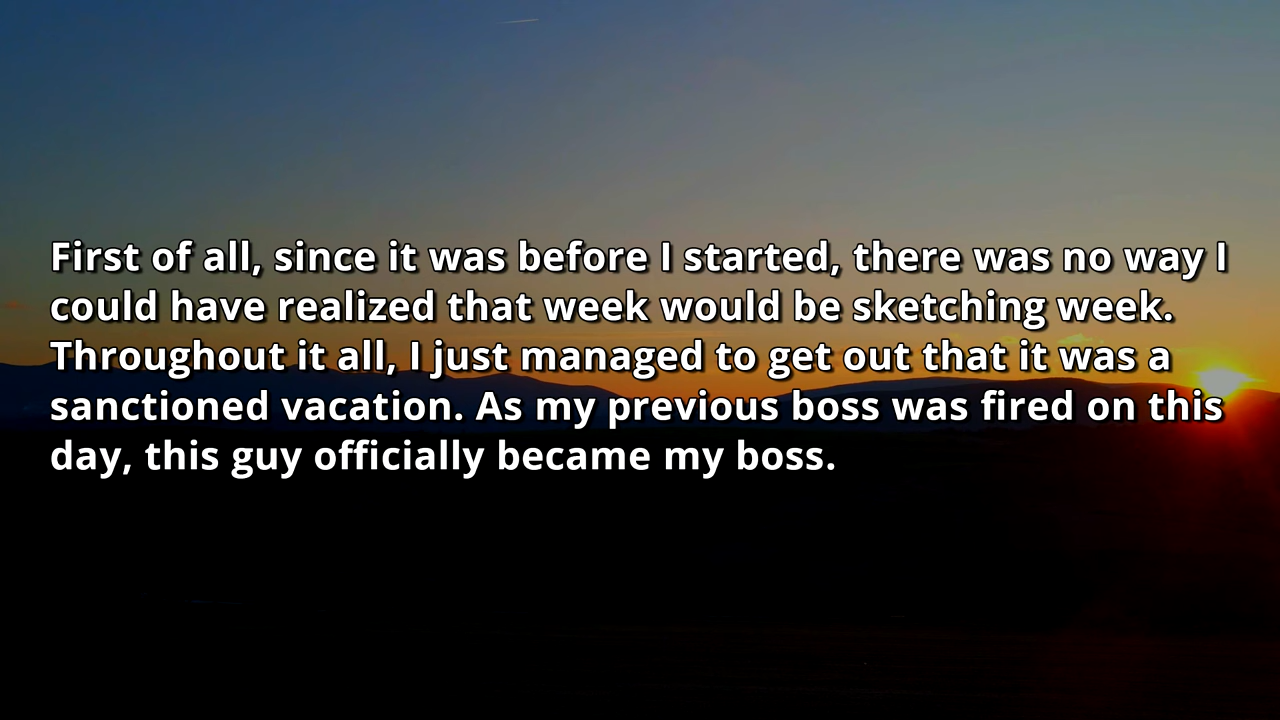 First of all, since it was before I started, there was no way I
could have realized that week would be sketching week.
Throughout it all, I just managed to get out that it was a
sanctioned vacation. As my previous boss was fired on this
day, this guy officially became my boss.